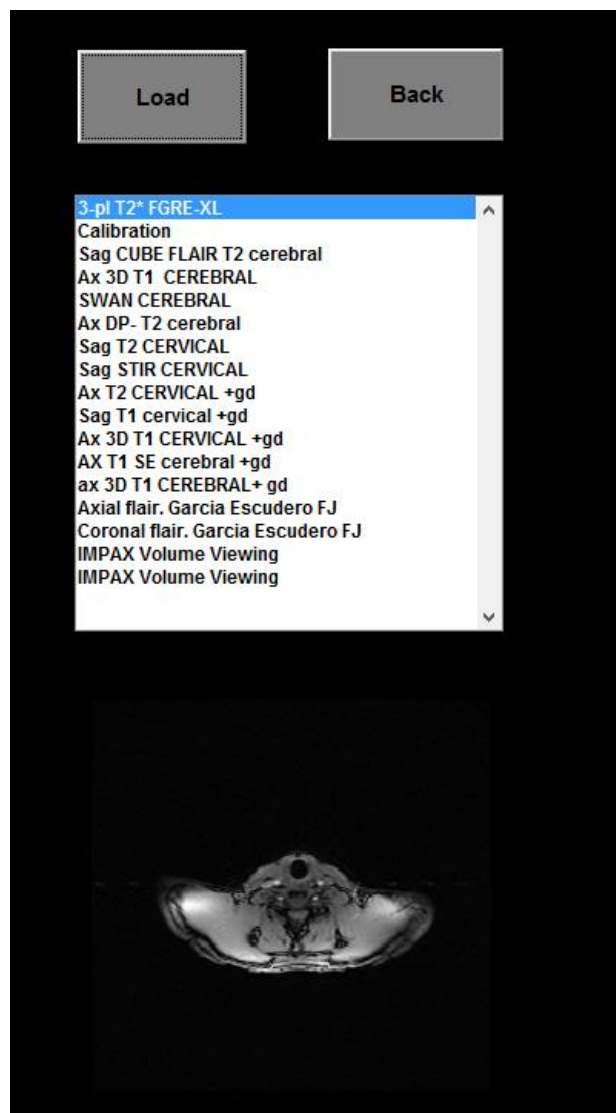 Load
Back
3-pl T2* FGRE-XL
Calibration
Sag CUBE FLAIR T2 cerebral
Ax 3D T1  CEREBRAL
SWAN CEREBRAL
Ax DP- T2 cerebral
Sag T2 CERVICAL
Sag STIR CERVICAL
Ax T2 CERVICAL +gd
Sag T1 cervical +gd
Ax 3D T1 CERVICAL +gd
AX T1 SE cerebral +gd
ax 3D T1 CEREBRAL+ gd
Axial flair. Garcia Escudero FJ
Coronal flair. Garcia Escudero FJ
IMPAX Volume Viewing
IMPAX Volume Viewing